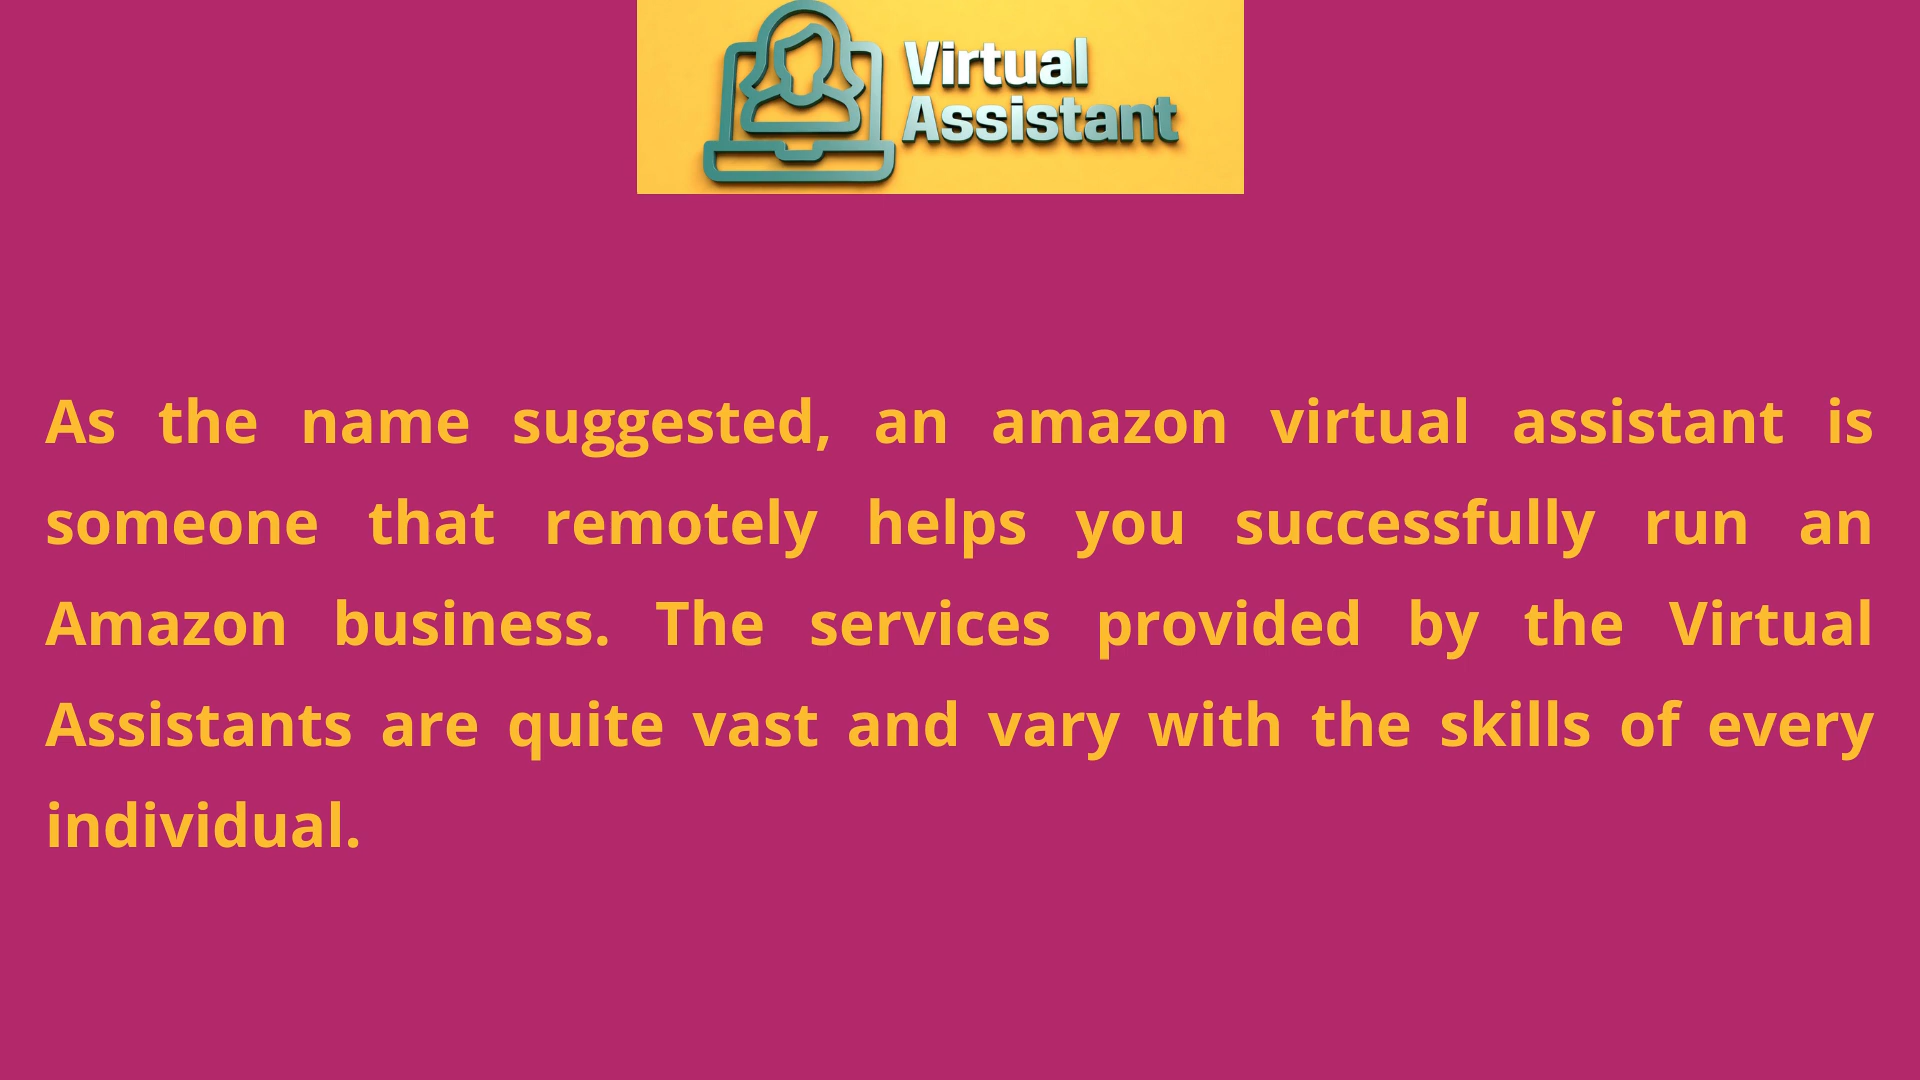 Virtual
Assistant
As the name suggested, an amazon virtual assistant is
someone that remotely helps you successfully run an
Amazon business. The services provided by the Virtual
Assistants are quite vast and vary with the skills of every
individual.